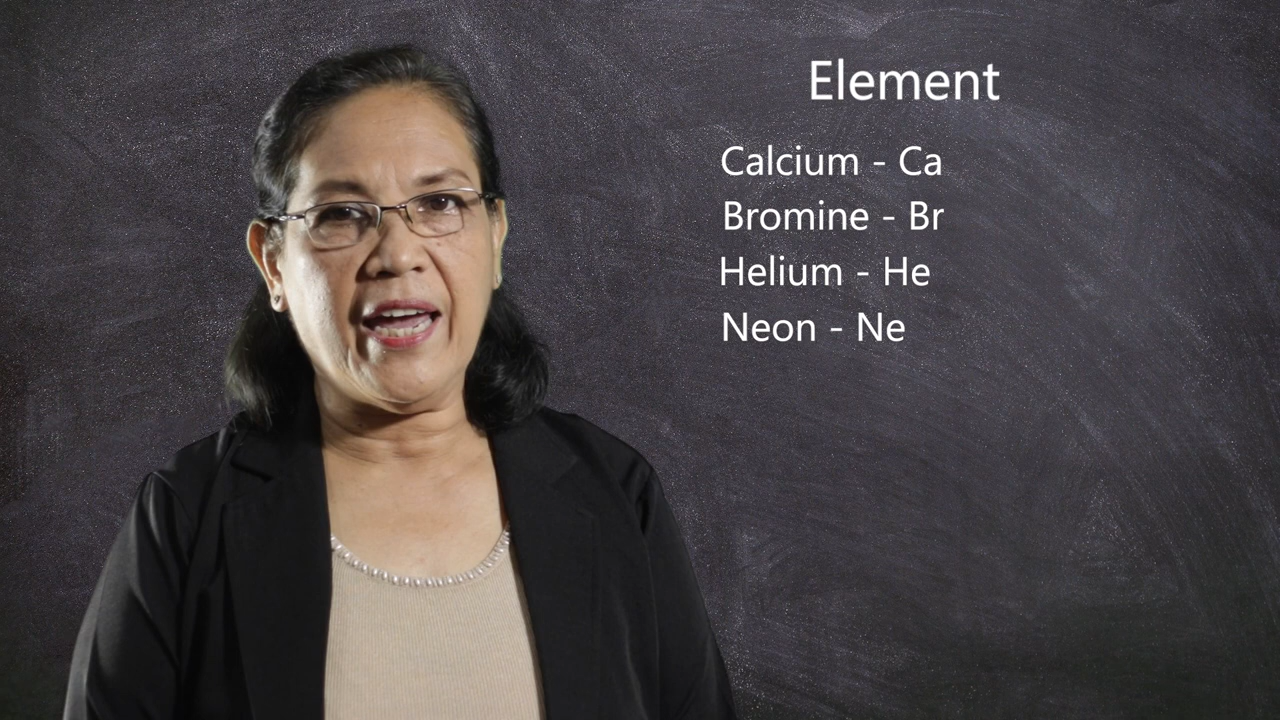 Element
Calcium - Ca
Bromine - Br
Helium - He
Neon - Ne